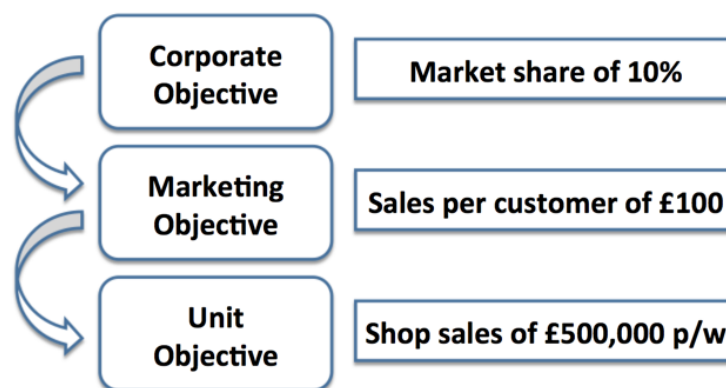 Corporate
Objective
Market share of 10%
Marketing
Objective
Sales per customer of £100
Unit
Objective
Shop sales of £500,000 p/w